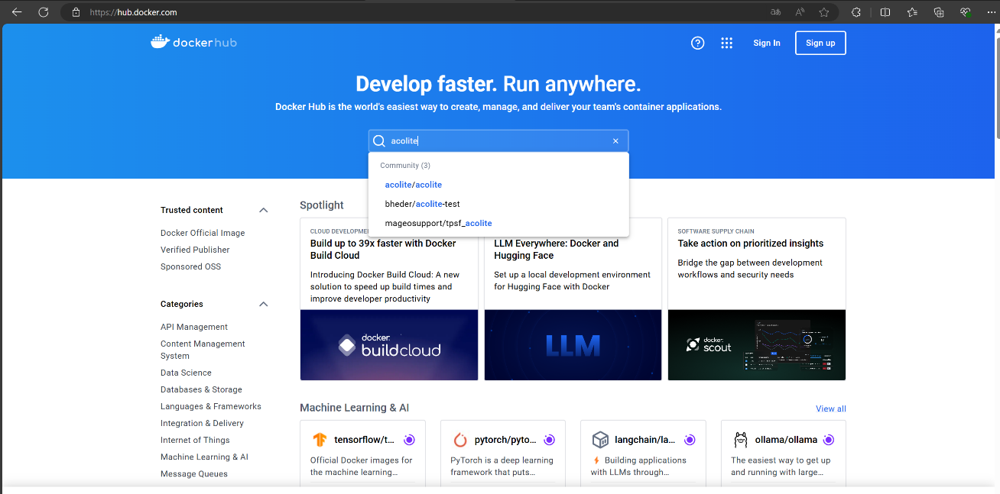 https://hub.docker.com
docker hub
Sign In
Sign up
Develop faster. Run anywhere.
Docker Hub is the world's easiest way to create, manage, and deliver your team's container applications.
acolite
Community (3)
acolite/acolite
bheder/acolite-test
mageosupport/tpsf_acolite
Trusted content
Docker Official Image
Verified Publisher
Sponsored OSS
Categories
API Management
Content Management
System
Data Science
Databases & Storage
Languages & Frameworks
Integration & Delivery
Internet of Things
Machine Learning & AI
Message Queues
Spotlight
CLOUD DEVELOPME
Build up to 39x faster with Docker
Build Cloud
Introducing Docker Build Cloud: A new
solution to speed up build times and
improve developer productivity
docker
buildcloud
LLM Everywhere: Docker and
Hugging Face
Set up a local development environment
for Hugging Face with Docker
LLM
SOFTWARE SUPPLY CHAIN
Take action on prioritized insights
Bridge the gap between development
workflows and security needs
docker
scout
Machine Learning & AI
View all
tensorflow/t...
Official Docker images for
the machine learning...
pytorch/pyto...
PyTorch is a deep learning
framework that puts...
langchain/la...
Building applications
with LLMs through...
ollama/ollama
The easiest way to get up
and running with large...